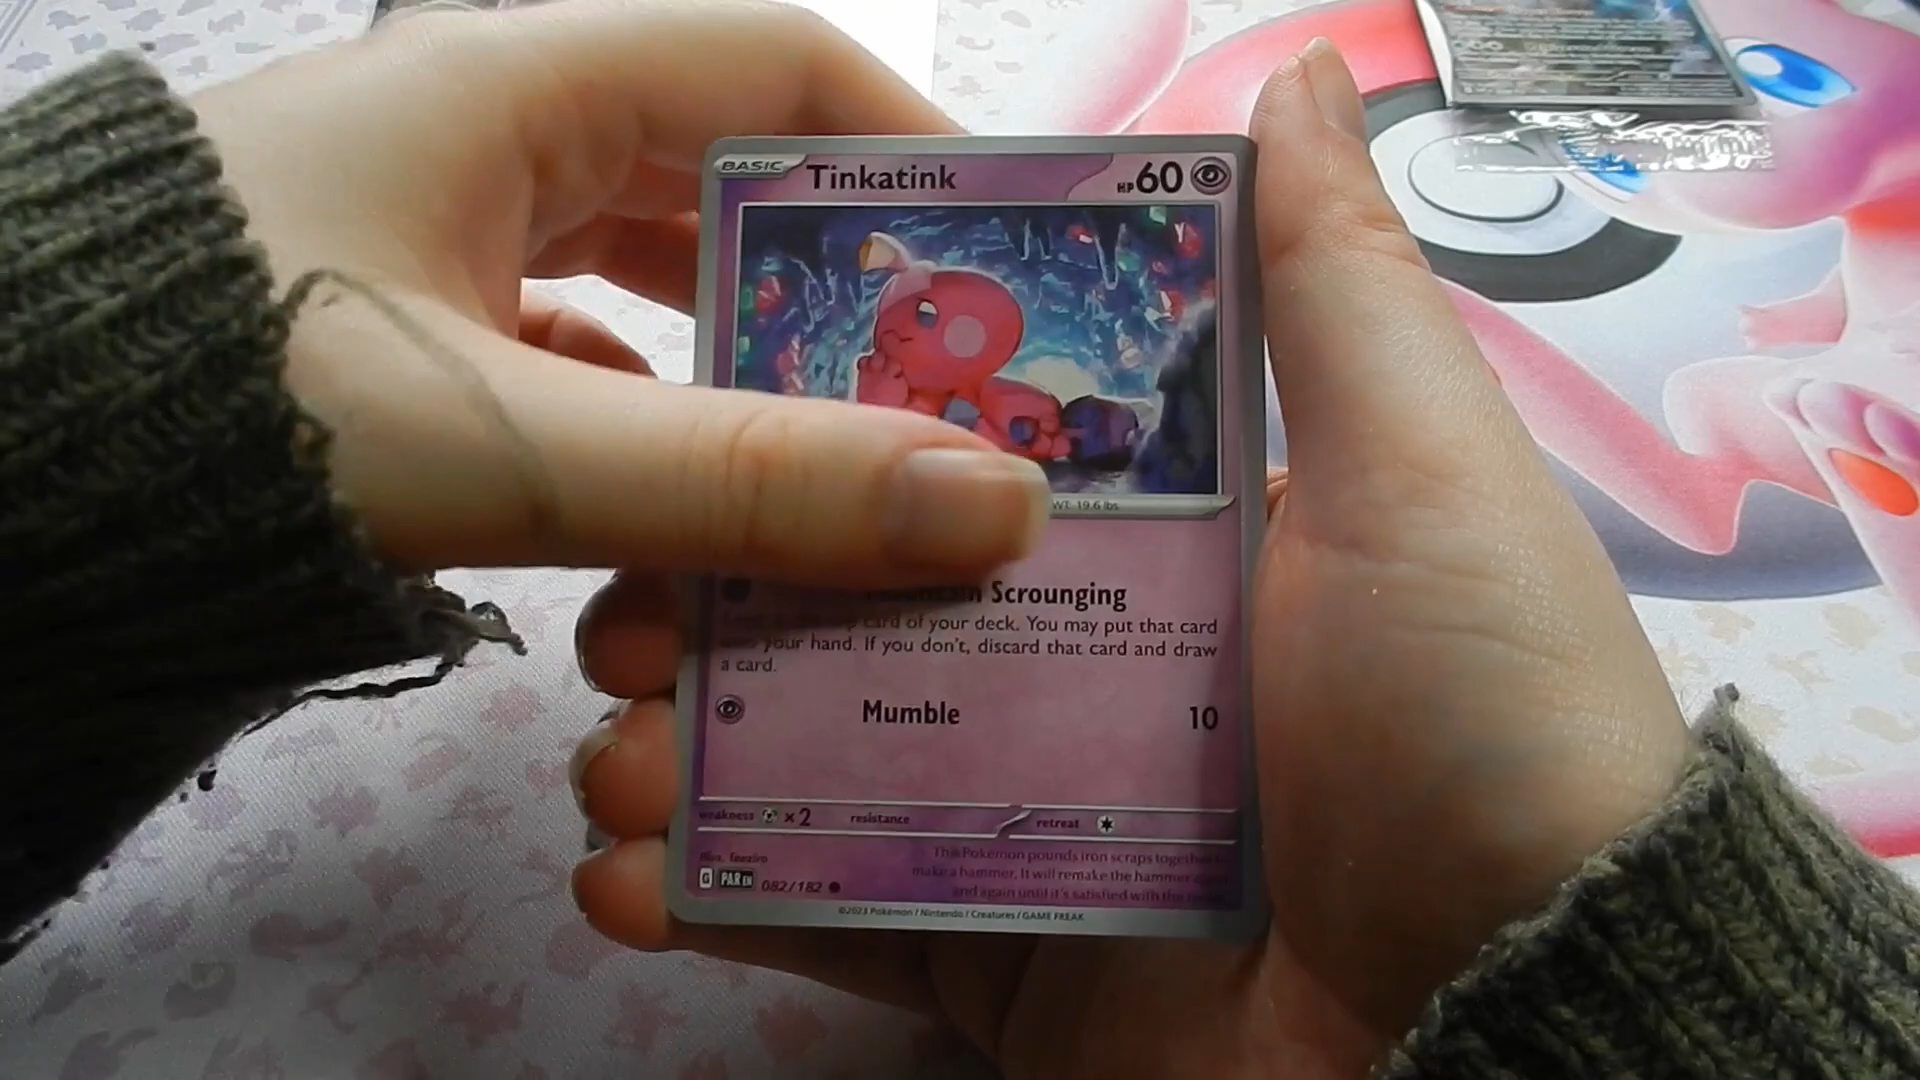 BASIC Tinkatink HP 60
WT: 19.6 lbs
Scrounging
card of your deck. You may put that card
your hand. If you don't, discard that card and draw
a card.
Mumble 10
weakness ×2 resistance retreat
Illus. Teeziro
This Pokémon pounds iron scraps together
make a hammer. It will remake the hammer
and again until it's satisfied with the
G PAR EN 082/182
©2023 Pokémon / Nintendo / Creatures / GAME FREAK